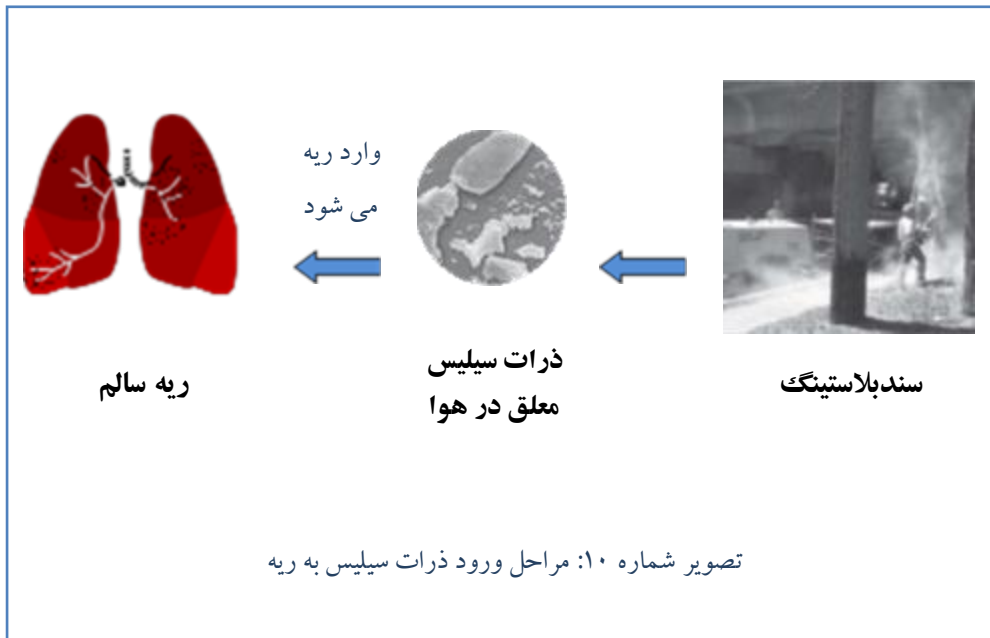 سندبلاستینگ
ذرات سیلیس
معلق در هوا
وارد ریه
می شود
ریه سالم
تصویر شماره ۱۰: مراحل ورود ذرات سیلیس به ریه